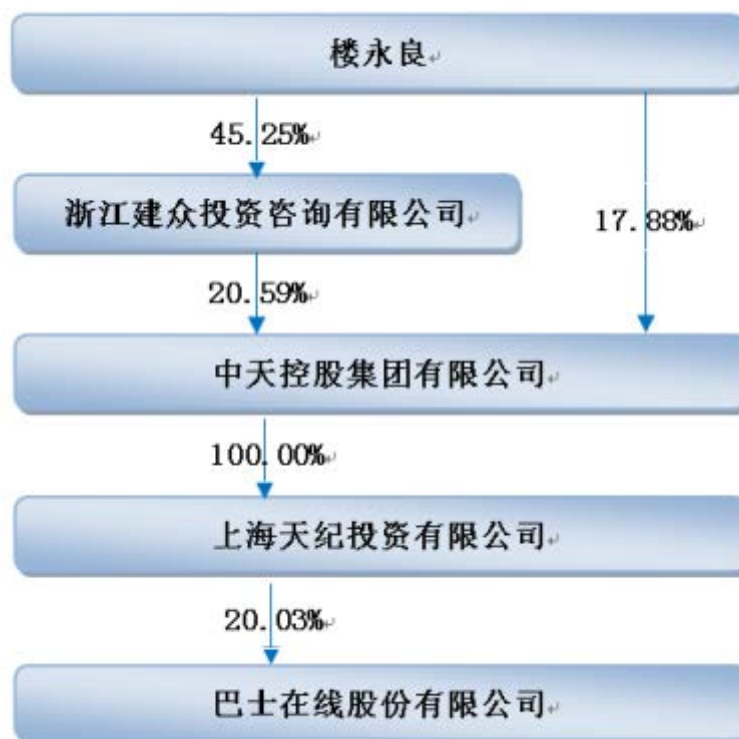 楼永良
45.25%
浙江建众投资咨询有限公司
17.88%
20.59%
中天控股集团有限公司
100.00%
上海天纪投资有限公司
20.03%
巴士在线股份有限公司